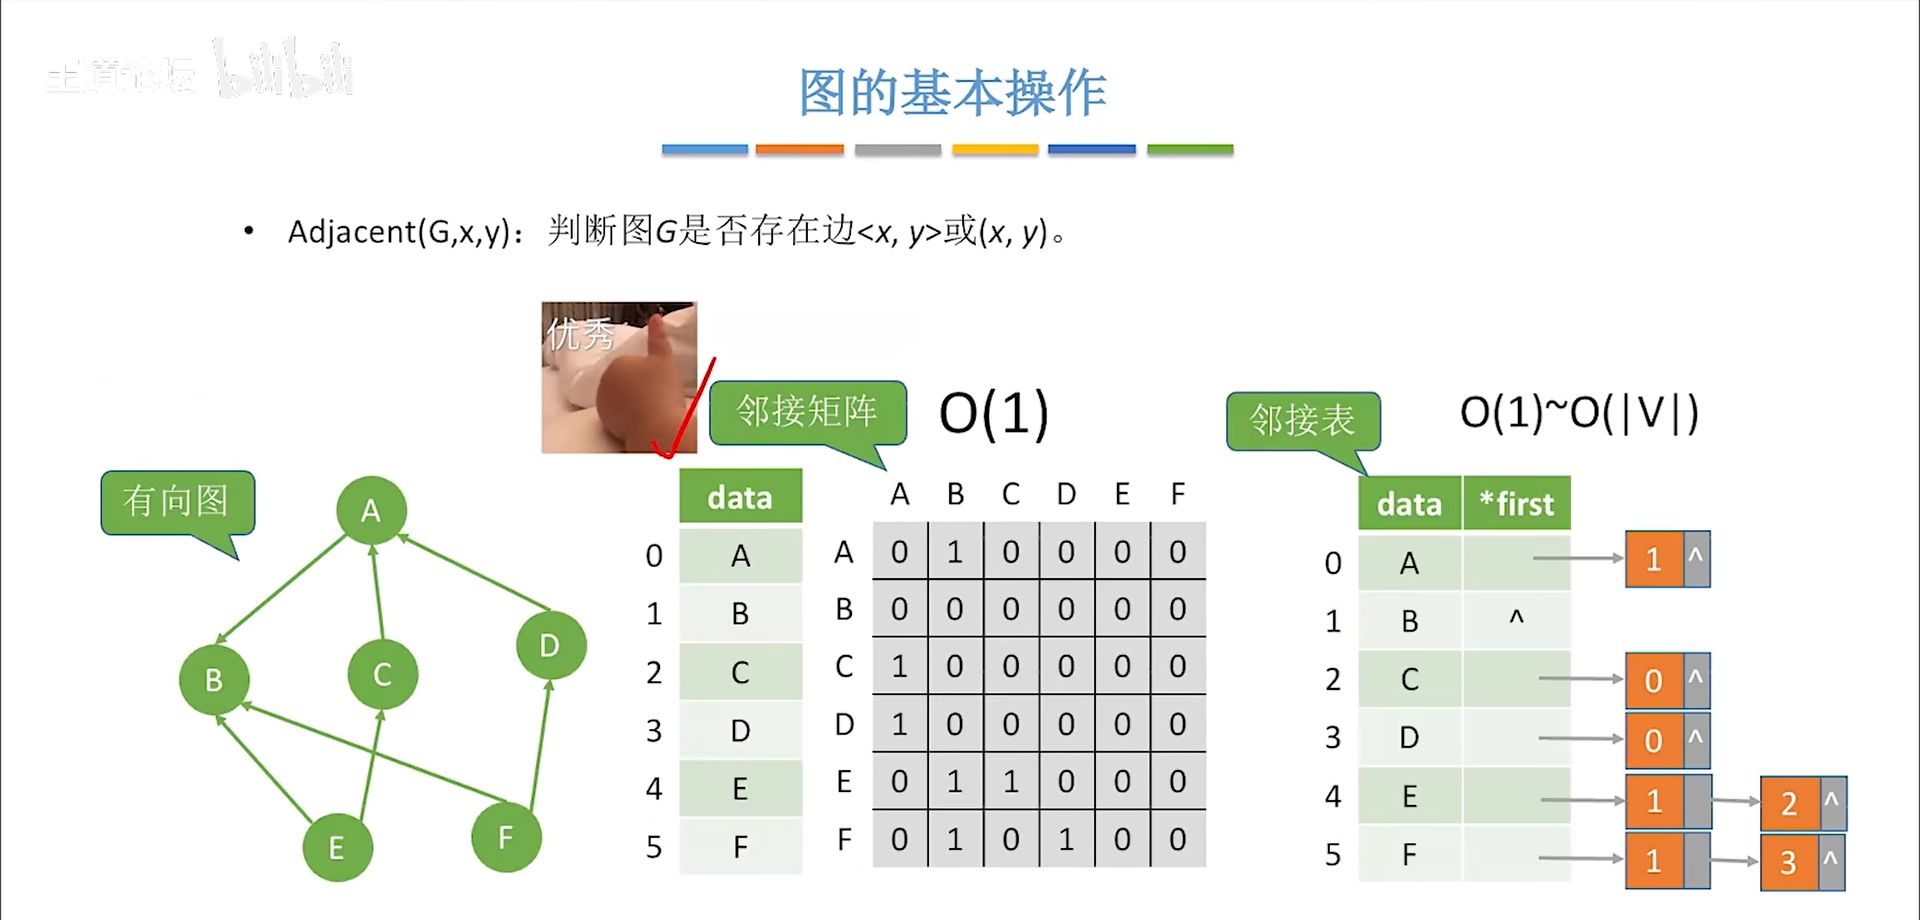 王道论坛 bilibili
图的基本操作
• Adjacent(G,x,y)：判断图G是否存在边<x, y>或(x, y)。
优秀
邻接矩阵 O(1)
邻接表 O(1)~O(|V|)
有向图
A
B
C
D
E
F
data
0 A
1 B
2 C
3 D
4 E
5 F
A B C D E F
A 0 1 0 0 0 0
B 0 0 0 0 0 0
C 1 0 0 0 0 0
D 1 0 0 0 0 0
E 0 1 1 0 0 0
F 0 1 0 1 0 0
data *first
0 A 1 ^
1 B ^
2 C 0 ^
3 D 0 ^
4 E 1 2 ^
5 F 1 3 ^